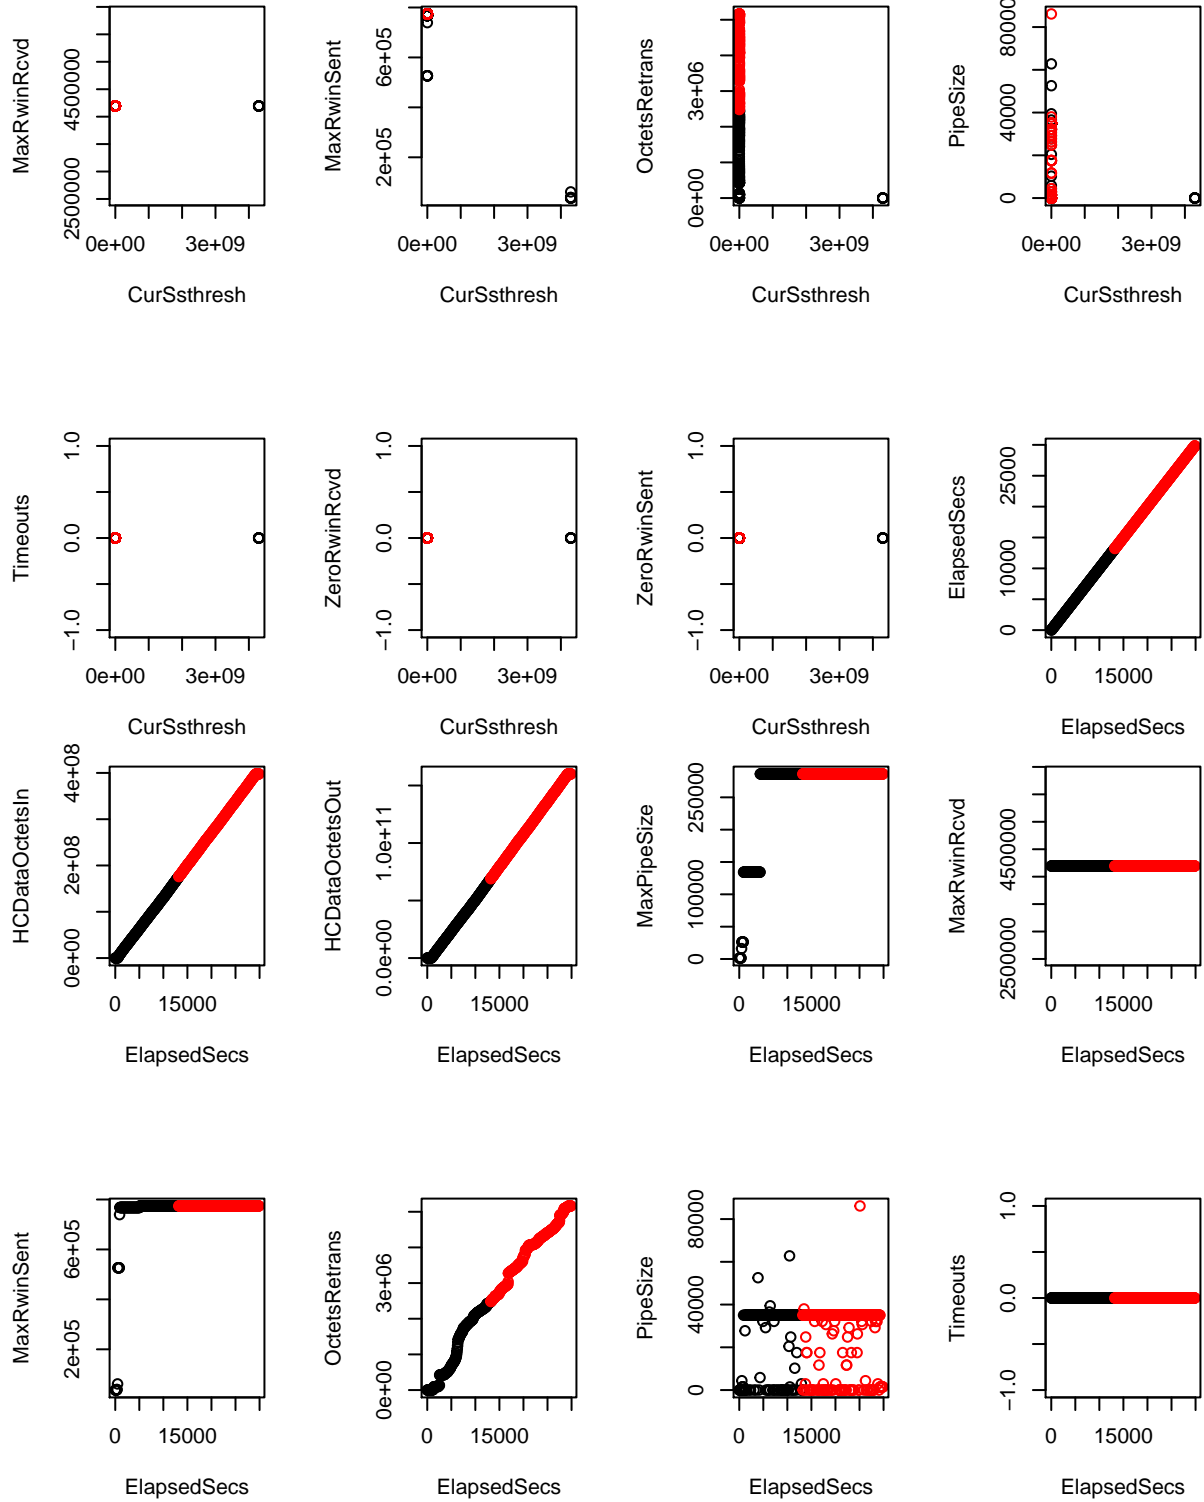 MaxRwinRcvd
2500000 4500000
0e+00 3e+09
CurSsthresh
MaxRwinSent
2e+05 6e+05
0e+00 3e+09
CurSsthresh
OctetsRetrans
0e+00 3e+06
0e+00 3e+09
CurSsthresh
PipeSize
0 40000 80000
0e+00 3e+09
CurSsthresh
Timeouts
−1.0 0.0 1.0
0e+00 3e+09
CurSsthresh
ZeroRwinRcvd
−1.0 0.0 1.0
0e+00 3e+09
CurSsthresh
ZeroRwinSent
−1.0 0.0 1.0
0e+00 3e+09
CurSsthresh
ElapsedSecs
0 10000 25000
0 15000
ElapsedSecs
HCDataOctetsIn
0e+00 2e+08 4e+08
0 15000
ElapsedSecs
HCDataOctetsOut
0.0e+00 1.0e+11
0 15000
ElapsedSecs
MaxPipeSize
0 100000 250000
0 15000
ElapsedSecs
MaxRwinRcvd
2500000 4500000
0 15000
ElapsedSecs
MaxRwinSent
2e+05 6e+05
0 15000
ElapsedSecs
OctetsRetrans
0e+00 3e+06
0 15000
ElapsedSecs
PipeSize
0 40000 80000
0 15000
ElapsedSecs
Timeouts
−1.0 0.0 1.0
0 15000
ElapsedSecs